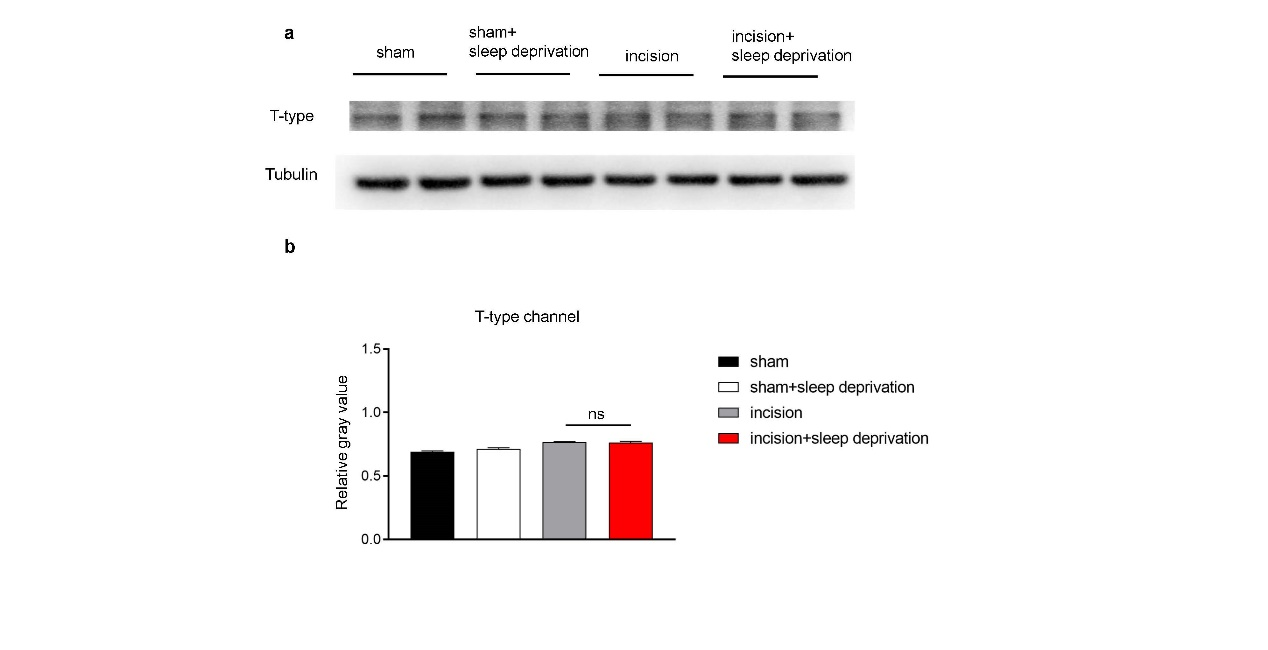 a
sham
sham+
sleep deprivation
incision
incision+
sleep deprivation
T-type
Tubulin
b
T-type channel
Relative gray value
1.5
1.0
0.5
0.0
ns
sham
sham+sleep deprivation
incision
incision+sleep deprivation